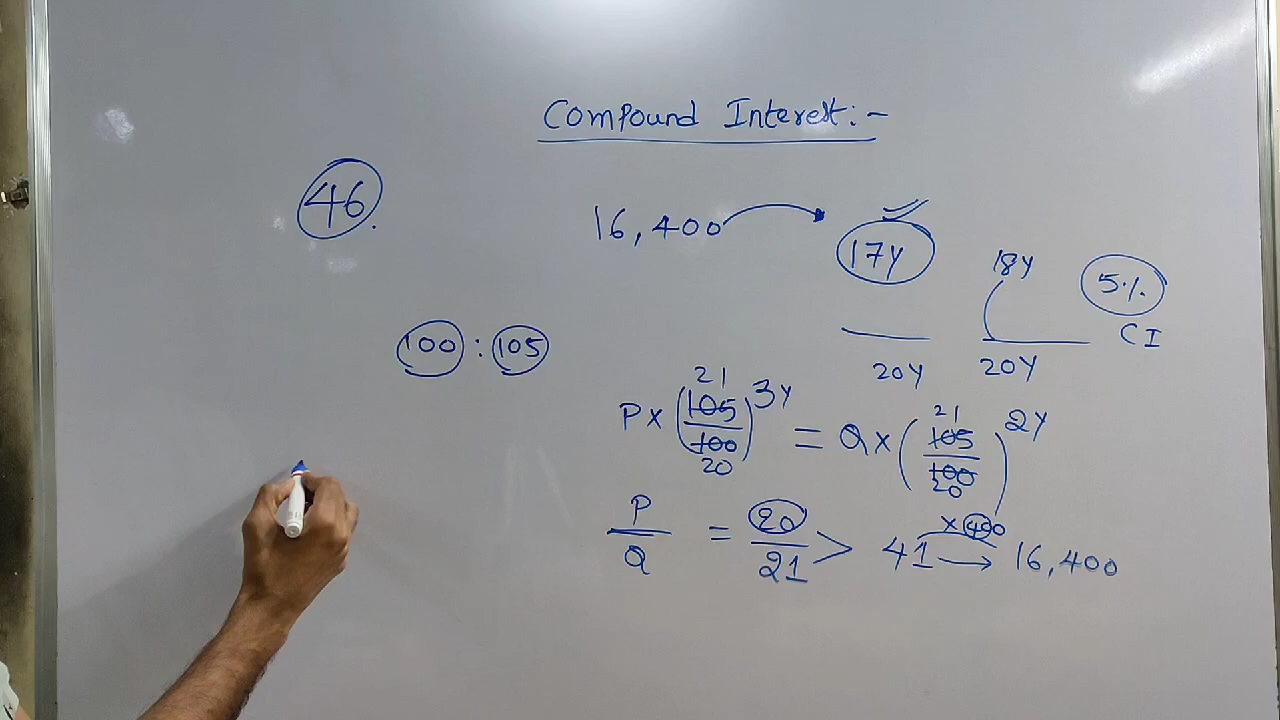 Compound Interest:-
46.
16,400
17Y
18Y
5%
CI
100 : 105
20Y
20Y
P× (105/100)3Y = Q× (105/100)2Y
21
20
21
20
P/Q = 20/21 > 41 → 16,400
×400